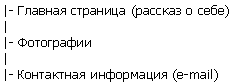 |- Главная страница (рассказ о себе)
|
|- Фотографии
|
|- Контактная информация (e-mail)